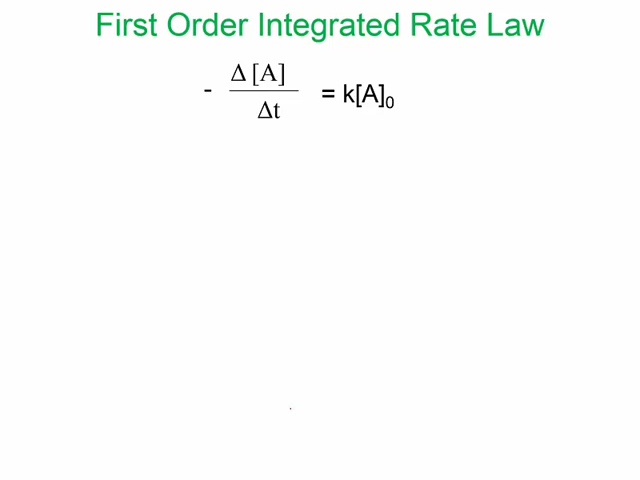 First Order Integrated Rate Law
- Δ [A]
Δt
= k[A]₀